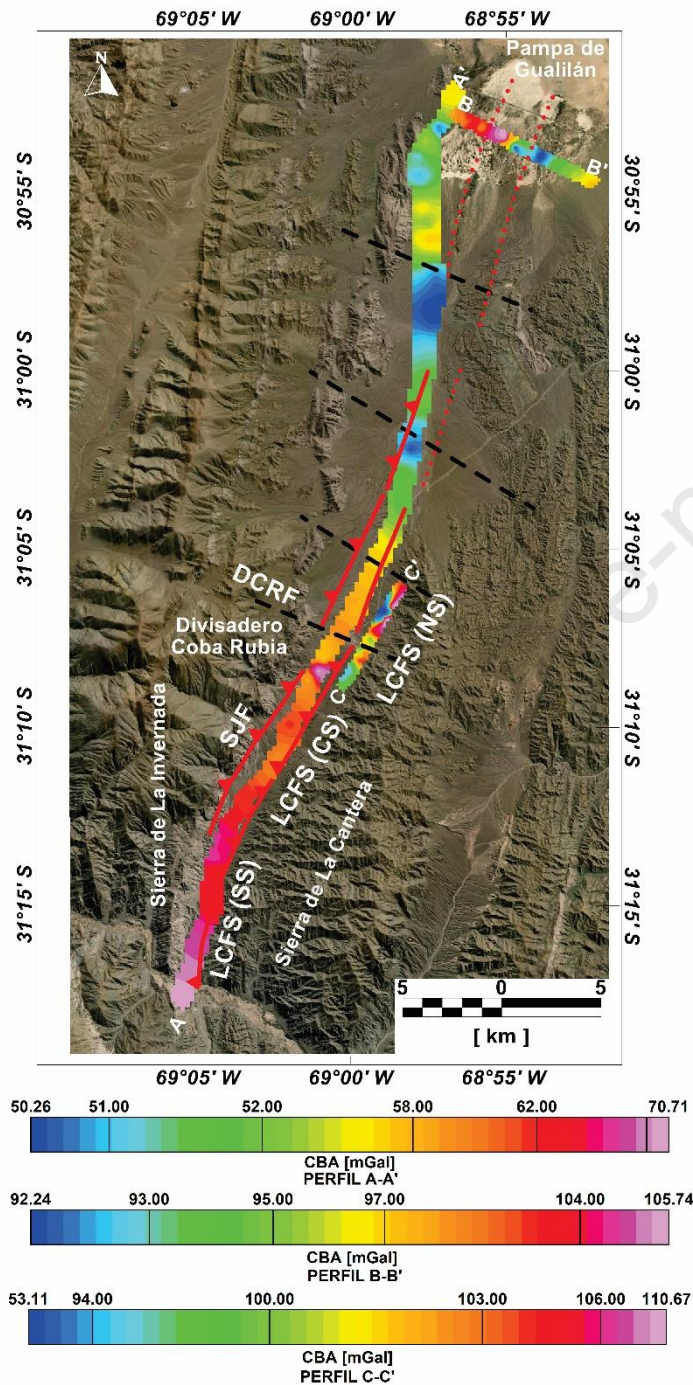 69°05' W 69°00' W 68°55' W
N
Pampa de
Gualilán
A'
B
B'
30°55' S
30°55' S
31°00' S
31°00' S
31°05' S
31°05' S
C'
DCRF
Divisadero
Coba Rubia
LCFS (NS)
C
31°10' S
31°10' S
SJF
LCFS (CS)
Sierra de La Invernada
Sierra de La Cantera
31°15' S
31°15' S
LCFS (SS)
A
5 0 5
[ km ]
69°05' W 69°00' W 68°55' W
50.26 51.00 52.00 58.00 62.00 70.71
CBA [mGal]
PERFIL A-A'
92.24 93.00 95.00 97.00 104.00 105.74
CBA [mGal]
PERFIL B-B'
53.11 94.00 100.00 103.00 106.00 110.67
CBA [mGal]
PERFIL C-C'